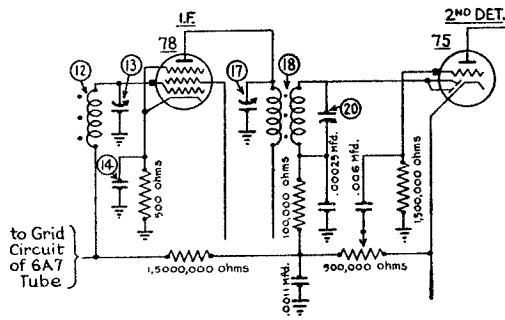 I.F.
78
2ND DET.
75
12
13
17
18
20
14
500 Ohms
100,000 ohms
.00025 Mfd.
.006 Mfd.
1,500,000 ohms
to Grid
Circuit
of 6A7
Tube
1,5000,000 ohms
.0011 Mfd.
500,000 ohms